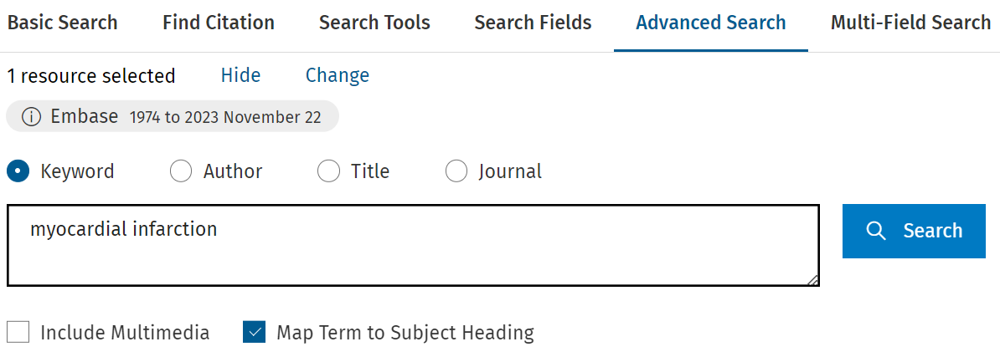 Basic Search Find Citation Search Tools Search Fields Advanced Search Multi-Field Search
1 resource selected Hide Change
Embase 1974 to 2023 November 22
Keyword Author Title Journal
myocardial infarction
Search
Include Multimedia Map Term to Subject Heading